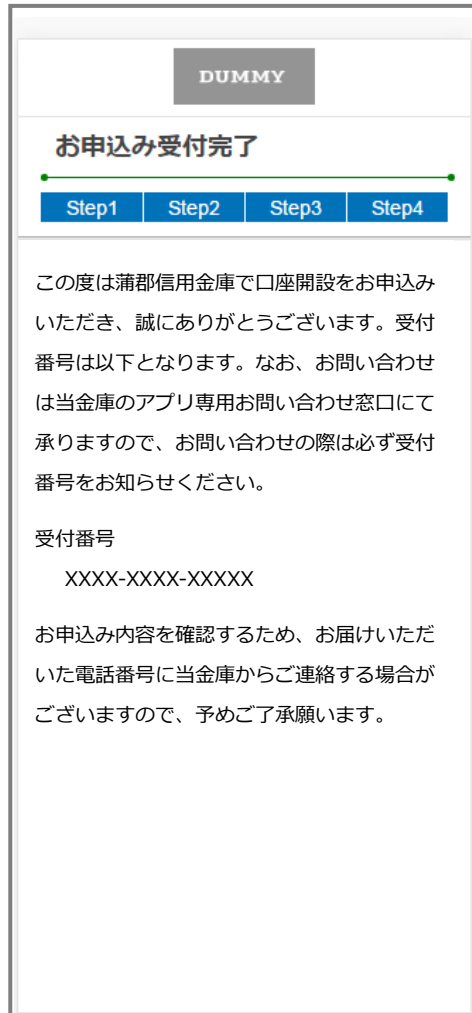 DUMMY
お申込み受付完了
Step1 Step2 Step3 Step4
この度は蒲郡信用金庫で口座開設をお申込み
いただき、誠にありがとうございます。受付
番号は以下となります。なお、お問い合わせ
は当金庫のアプリ専用お問い合わせ窓口にて
承りますので、お問い合わせの際は必ず受付
番号をお知らせください。
受付番号
XXXX-XXXX-XXXXX
お申込み内容を確認するため、お届けいただ
いた電話番号に当金庫からご連絡する場合が
ございますので、予めご了承願います。